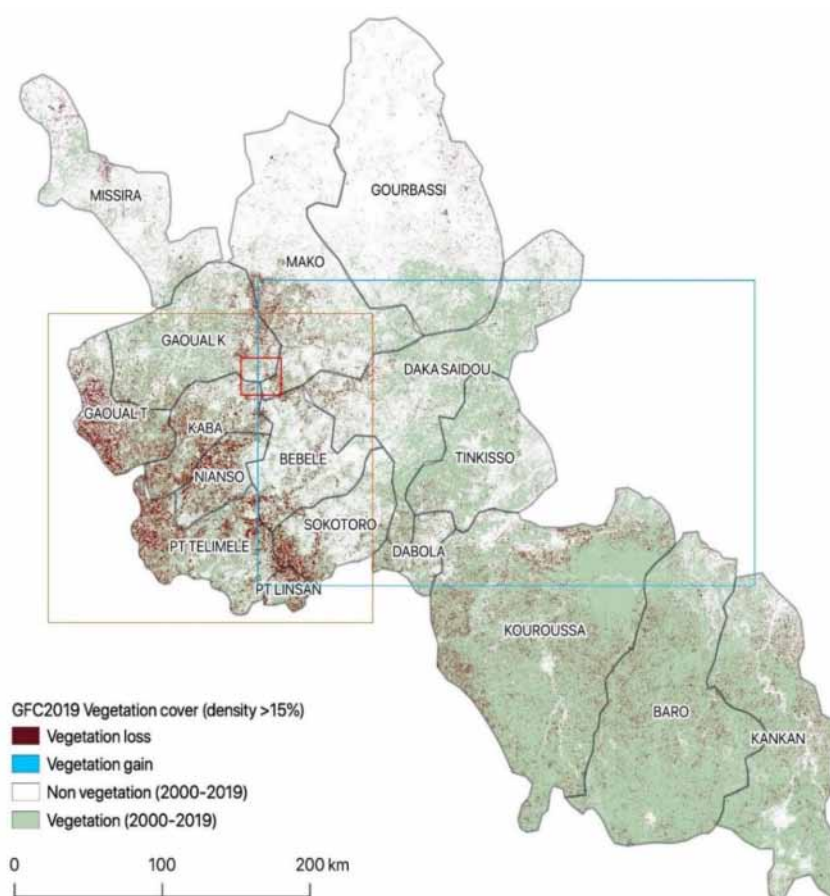 GOURBASSI
MISSIRA
MAKO
GAOUAL K
DAKA SAIDOU
GAOUAL T
KABA
TINKISSO
BEBELE
NIANSO
SOKOTORO
PT TELIMELE
DABOLA
PT LINSAN
KOUROUSSA
BARO
KANKAN
GFC2019 Vegetation cover (density >15%)
Vegetation loss
Vegetation gain
Non vegetation (2000-2019)
Vegetation (2000-2019)
0 100 200 km